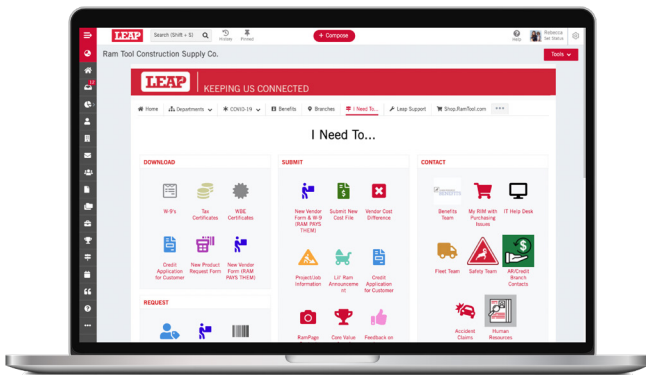 LEAP
Search (Shift + S)
History
Pinned
+ Compose
Help
Rebecca
Set Status
Ram Tool Construction Supply Co.
Tools
12
LEAP
KEEPING US CONNECTED
Home
Departments
COVID-19
Benefits
Branches
I Need To...
Leap Support
Shop.RamTool.com
I Need To...
DOWNLOAD
W-9's
Tax
Certificates
WBE
Certificates
Credit
Application
for Customer
New Product
Request Form
New Vendor
Form (RAM
PAYS THEM)
REQUEST
SUBMIT
New Vendor
Form & W-9
(RAM PAYS
THEM)
Submit New
Cost File
Vendor Cost
Difference
Project/Job
Information
Lil' Ram
Announceme
nt
Credit
Application
for Customer
RamPage
Core Value
Feedback on
CONTACT
BENEFITS
Benefits
Team
My RIM with
Purchasing
Issues
IT Help Desk
Fleet Team
Safety Team
AR/Credit
Branch
Contacts
Accident
Claims
Human
Resources